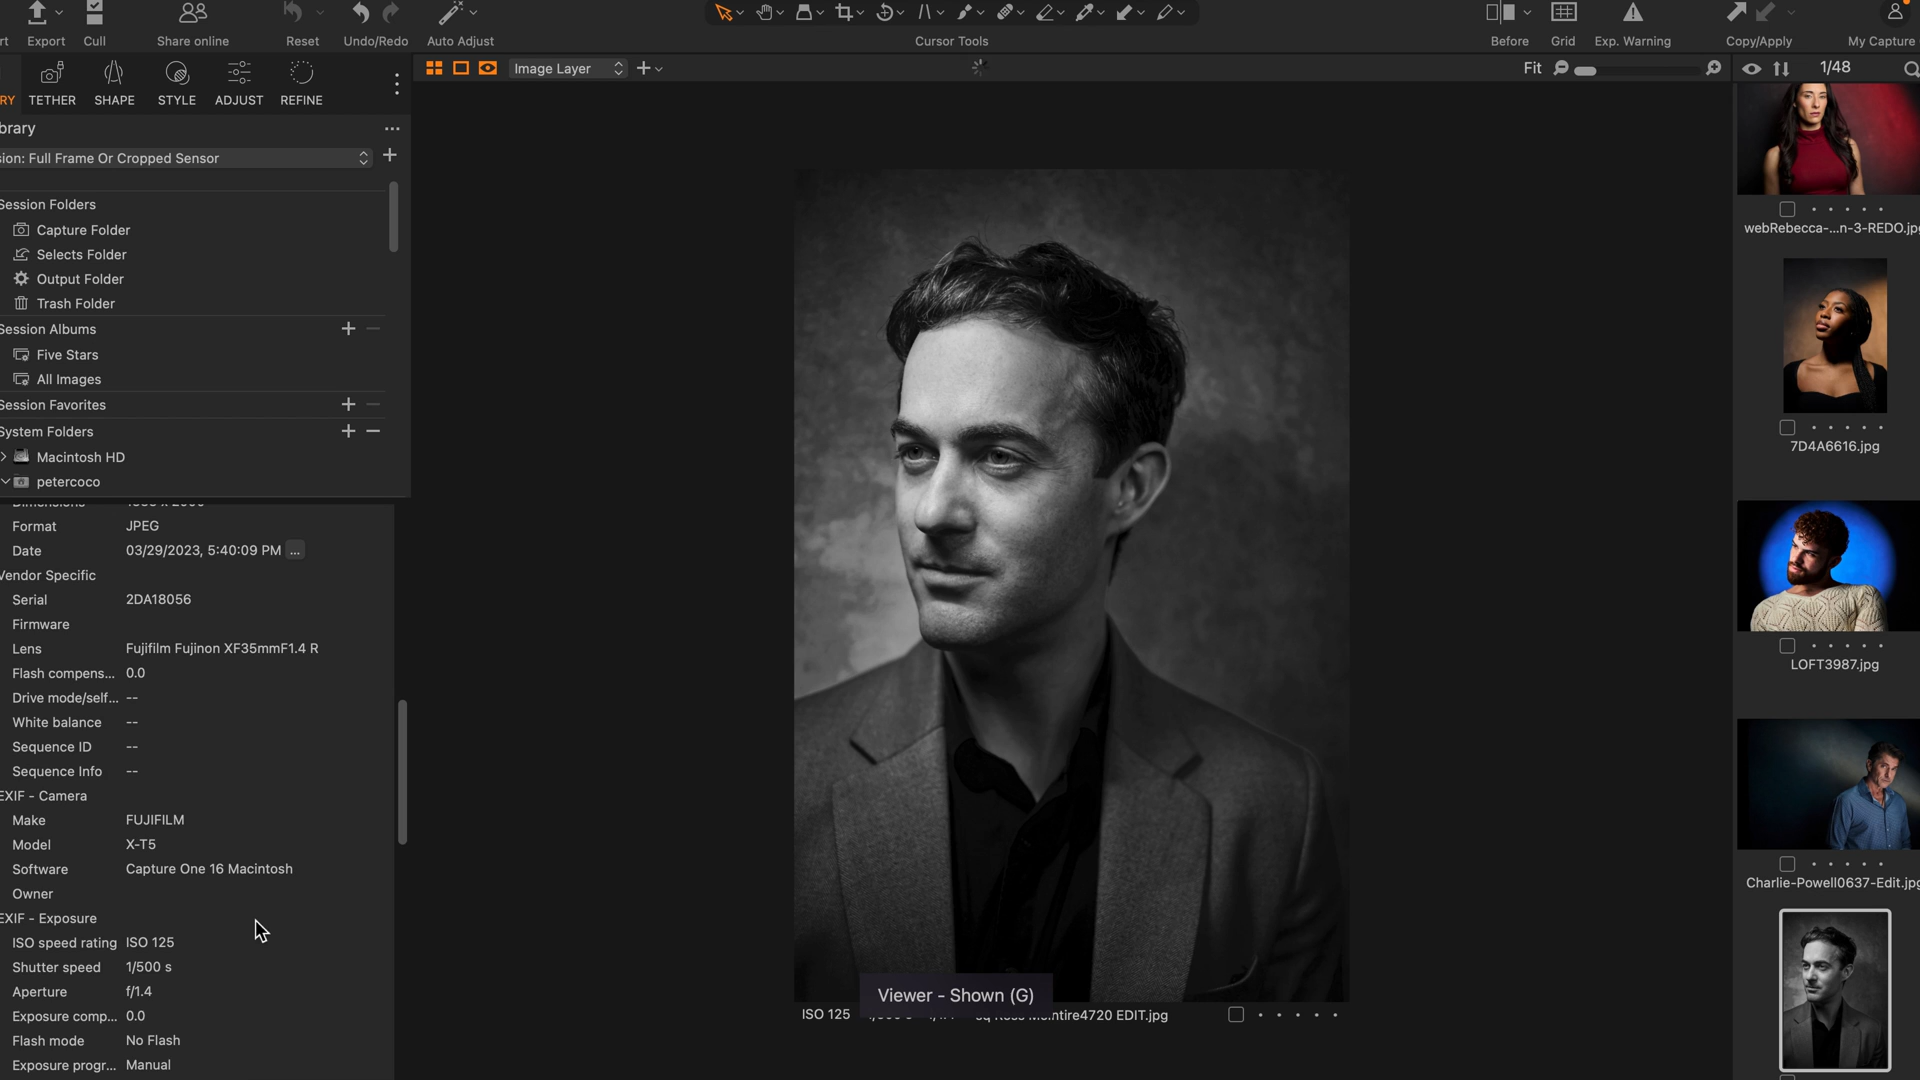 rt
Export
Cull
Share online
Reset
Undo/Redo
Auto Adjust
Cursor Tools
Before
Grid
Exp. Warning
Copy/Apply
My Capture
RY
TETHER
SHAPE
STYLE
ADJUST
REFINE
Image Layer
Fit
1/48
brary
sion: Full Frame Or Cropped Sensor
Session Folders
Capture Folder
Selects Folder
Output Folder
Trash Folder
Session Albums
Five Stars
All Images
Session Favorites
System Folders
Macintosh HD
petercoco
Format JPEG
Date 03/29/2023, 5:40:09 PM ...
Vendor Specific
Serial 2DA18056
Firmware
Lens Fujifilm Fujinon XF35mmF1.4 R
Flash compens... 0.0
Drive mode/self... --
White balance --
Sequence ID --
Sequence Info --
EXIF - Camera
Make FUJIFILM
Model X-T5
Software Capture One 16 Macintosh
Owner
EXIF - Exposure
ISO speed rating ISO 125
Shutter speed 1/500 s
Aperture f/1.4
Exposure comp... 0.0
Flash mode No Flash
Exposure progr... Manual
Viewer - Shown (G)
ISO 125 EDIT.jpg
webRebecca-...n-3-REDO.jpg
7D4A6616.jpg
LOFT3987.jpg
Charlie-Powell0637-Edit.jpg